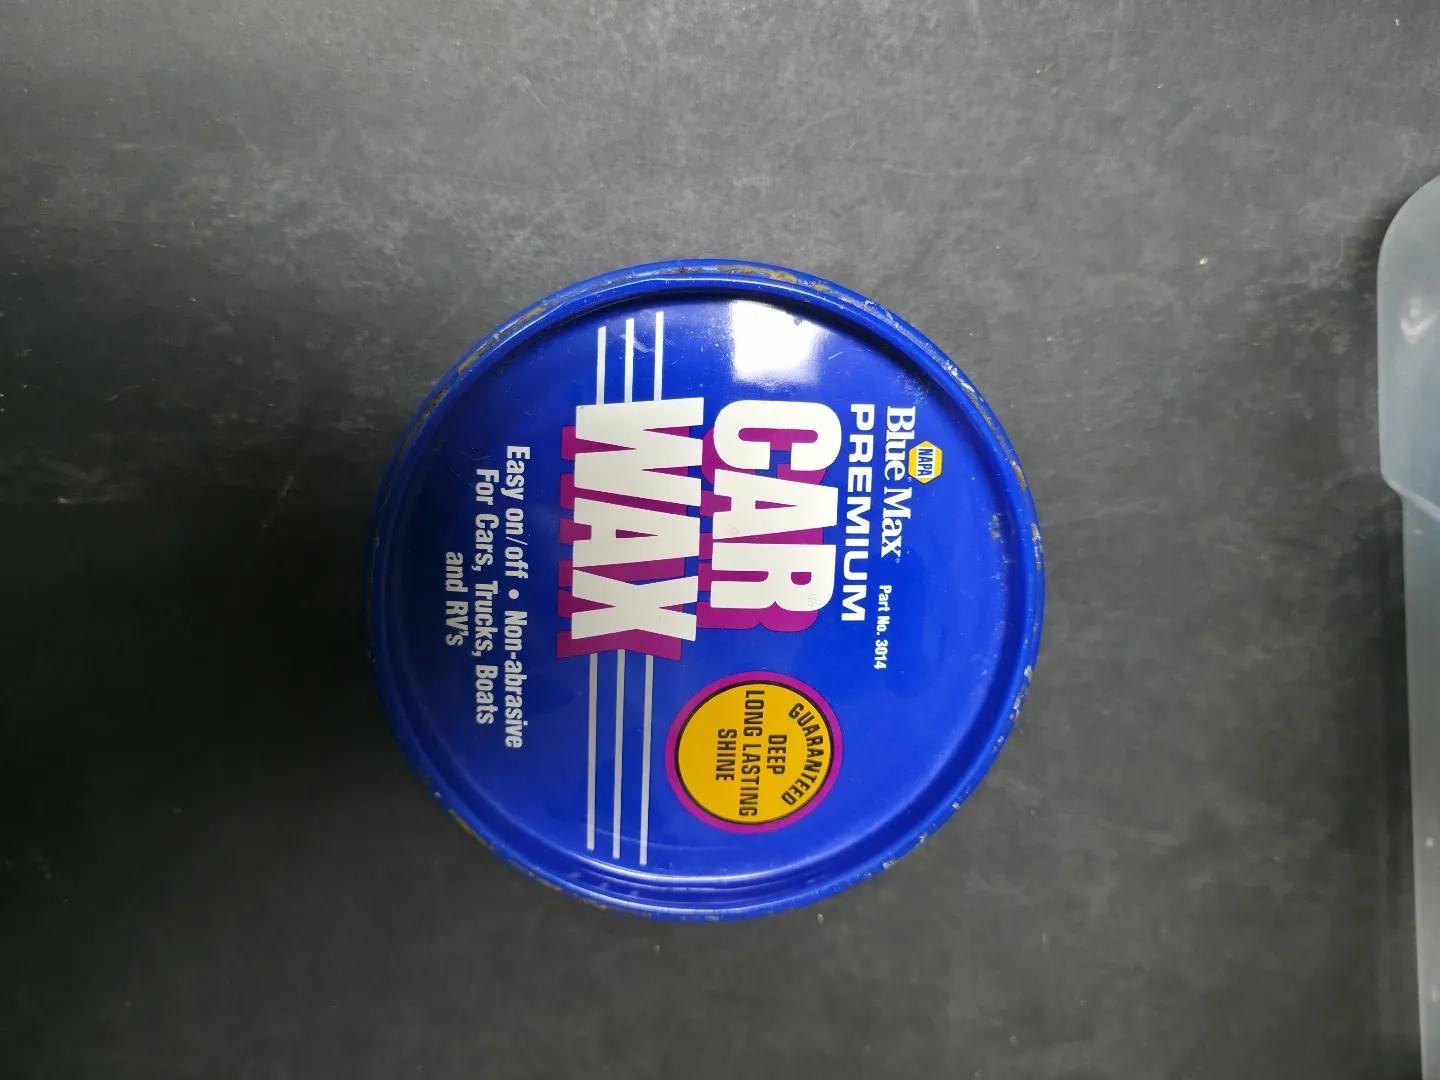 NAPA
Blue Max® Part No. 3014
PREMIUM
CAR
WAX
GUARANTEED
DEEP
LONG LASTING
SHINE
Easy on/off • Non-abrasive
For Cars, Trucks, Boats
and RV's